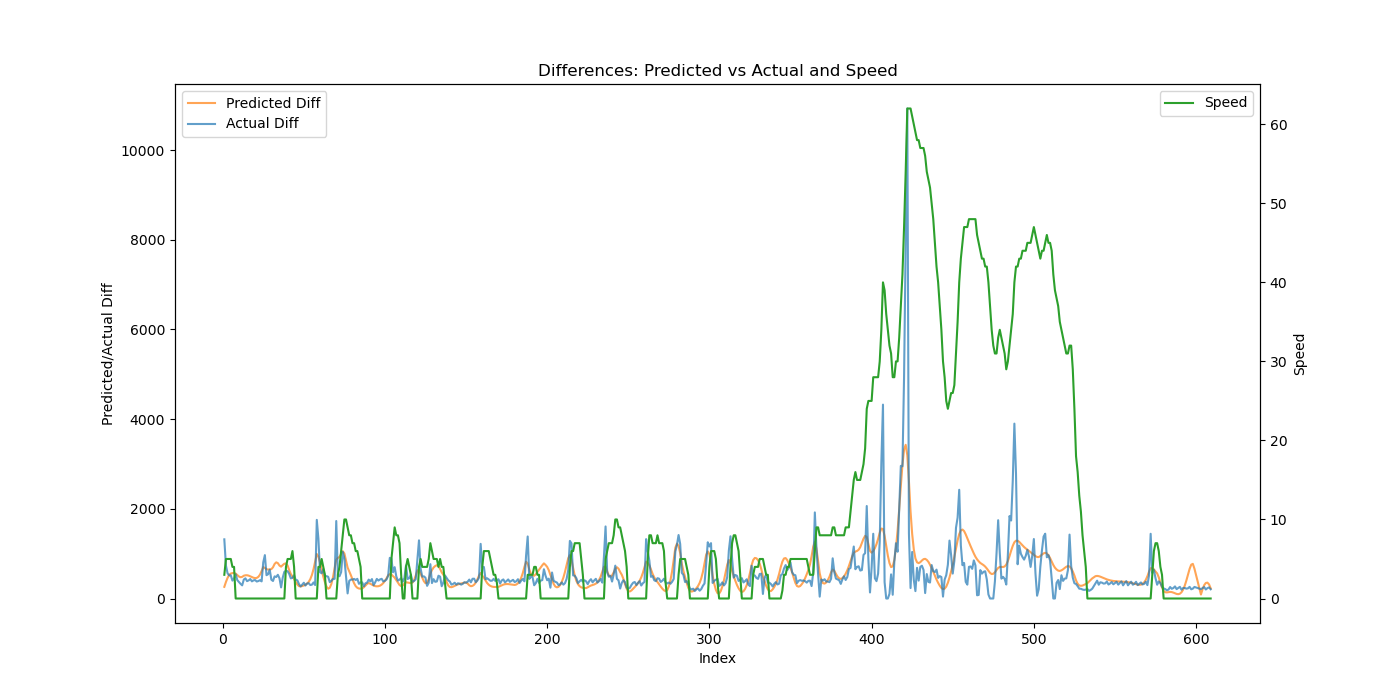 Differences: Predicted vs Actual and Speed
Predicted Diff
Actual Diff
Speed
10000
8000
6000
4000
2000
0
Predicted/Actual Diff
60
50
40
30
20
10
0
Speed
0 100 200 300 400 500 600
Index